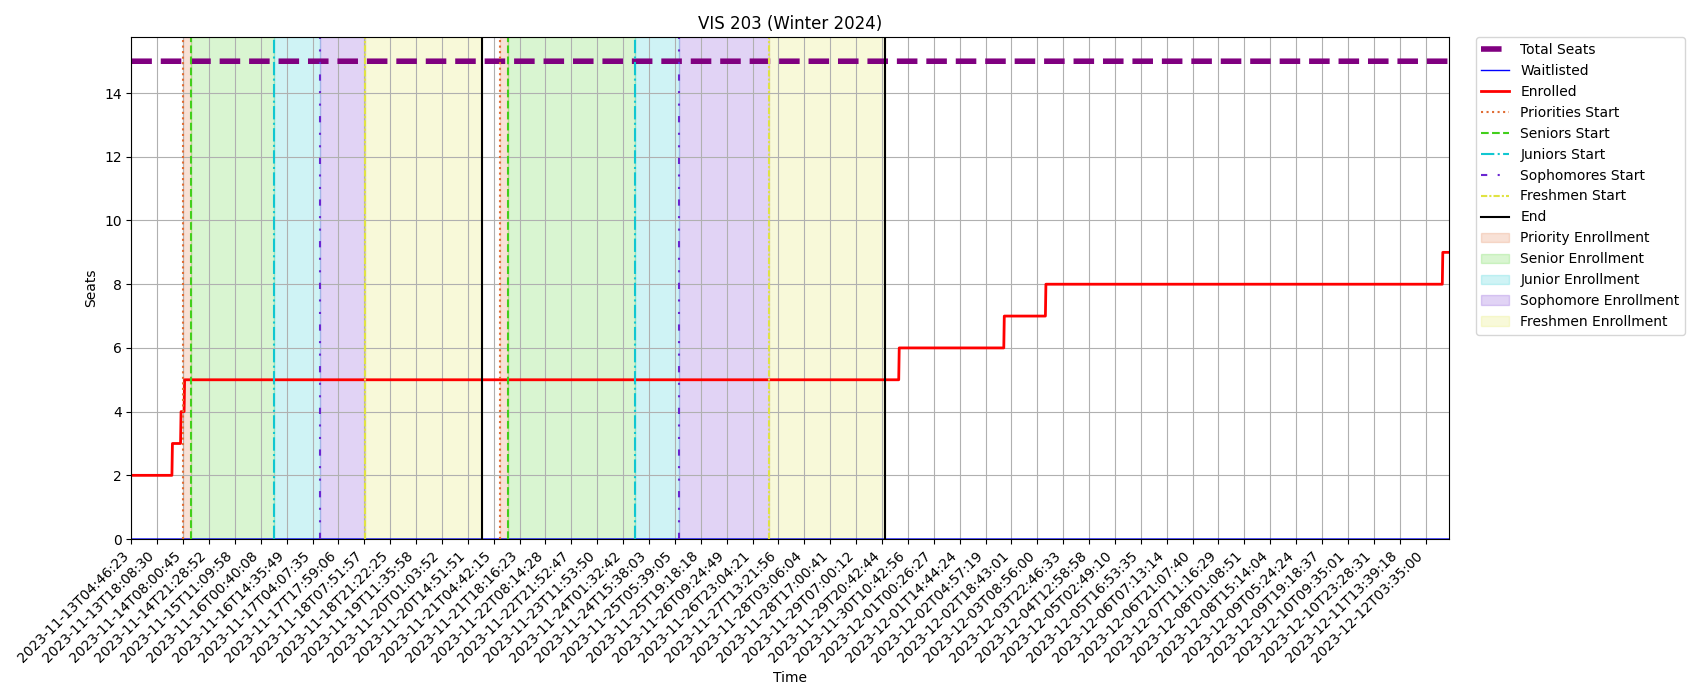 VIS 203 (Winter 2024)
Seats
14
12
10
8
6
4
2
0
2023-11-13T04:46:23
2023-11-13T18:08:30
2023-11-14T08:00:45
2023-11-14T21:28:52
2023-11-15T11:09:58
2023-11-16T00:40:08
2023-11-16T14:35:49
2023-11-17T04:07:35
2023-11-17T17:59:06
2023-11-18T07:51:57
2023-11-18T21:22:25
2023-11-19T11:35:58
2023-11-20T01:03:52
2023-11-20T14:51:51
2023-11-21T04:42:15
2023-11-21T18:16:23
2023-11-22T08:14:28
2023-11-22T21:52:47
2023-11-23T11:53:50
2023-11-24T01:32:42
2023-11-24T15:38:03
2023-11-25T05:39:05
2023-11-25T19:18:18
2023-11-26T09:24:49
2023-11-26T23:04:21
2023-11-27T13:21:56
2023-11-28T03:06:04
2023-11-28T17:00:41
2023-11-29T07:00:12
2023-11-29T20:42:44
2023-11-30T10:42:56
2023-12-01T00:26:27
2023-12-01T14:44:24
2023-12-02T04:57:19
2023-12-02T18:43:01
2023-12-03T08:56:00
2023-12-03T22:46:33
2023-12-04T12:58:58
2023-12-05T02:49:10
2023-12-05T16:53:35
2023-12-06T07:13:14
2023-12-06T21:07:40
2023-12-07T11:16:29
2023-12-08T01:08:51
2023-12-08T15:14:04
2023-12-09T05:24:24
2023-12-09T19:18:37
2023-12-10T09:35:01
2023-12-10T23:28:31
2023-12-11T13:39:18
2023-12-12T03:35:00
Time
Total Seats
Waitlisted
Enrolled
Priorities Start
Seniors Start
Juniors Start
Sophomores Start
Freshmen Start
End
Priority Enrollment
Senior Enrollment
Junior Enrollment
Sophomore Enrollment
Freshmen Enrollment